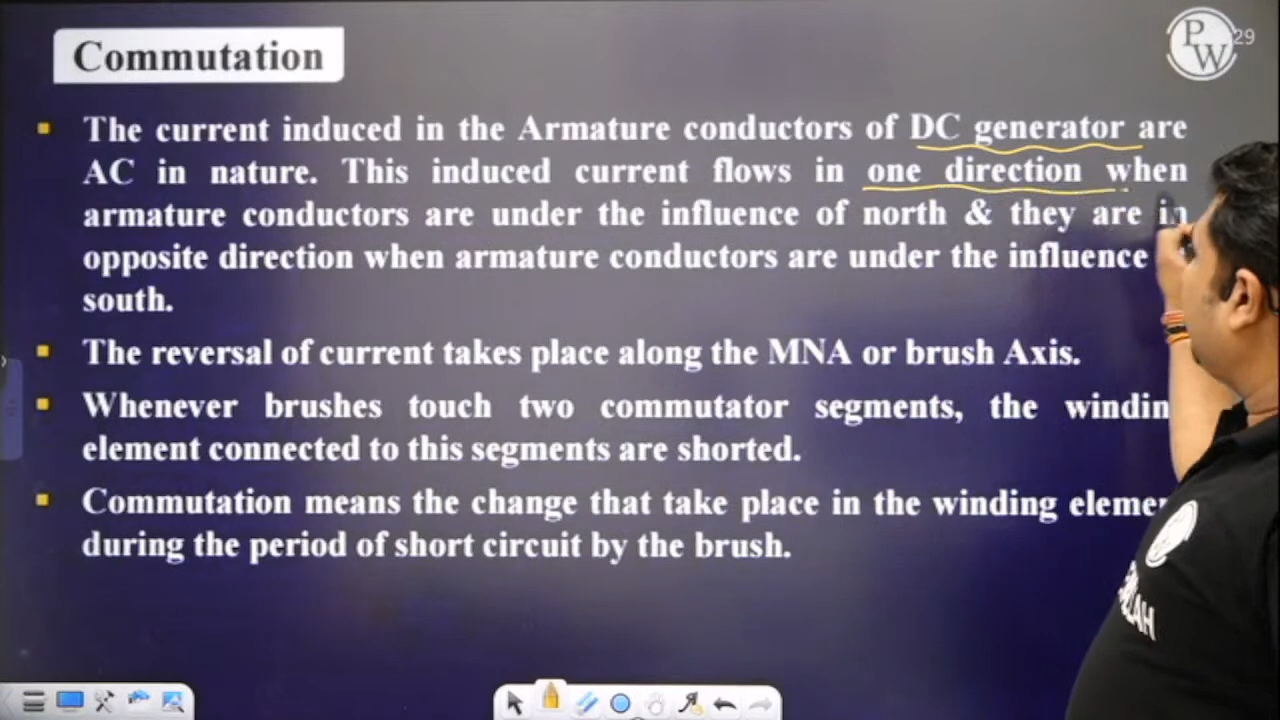 Commutation
PW 29
The current induced in the Armature conductors of DC generator are
AC in nature. This induced current flows in one direction when
armature conductors are under the influence of north & they are in
opposite direction when armature conductors are under the influence
south.
The reversal of current takes place along the MNA or brush Axis.
Whenever brushes touch two commutator segments, the windin
element connected to this segments are shorted.
Commutation means the change that take place in the winding eleme
during the period of short circuit by the brush.